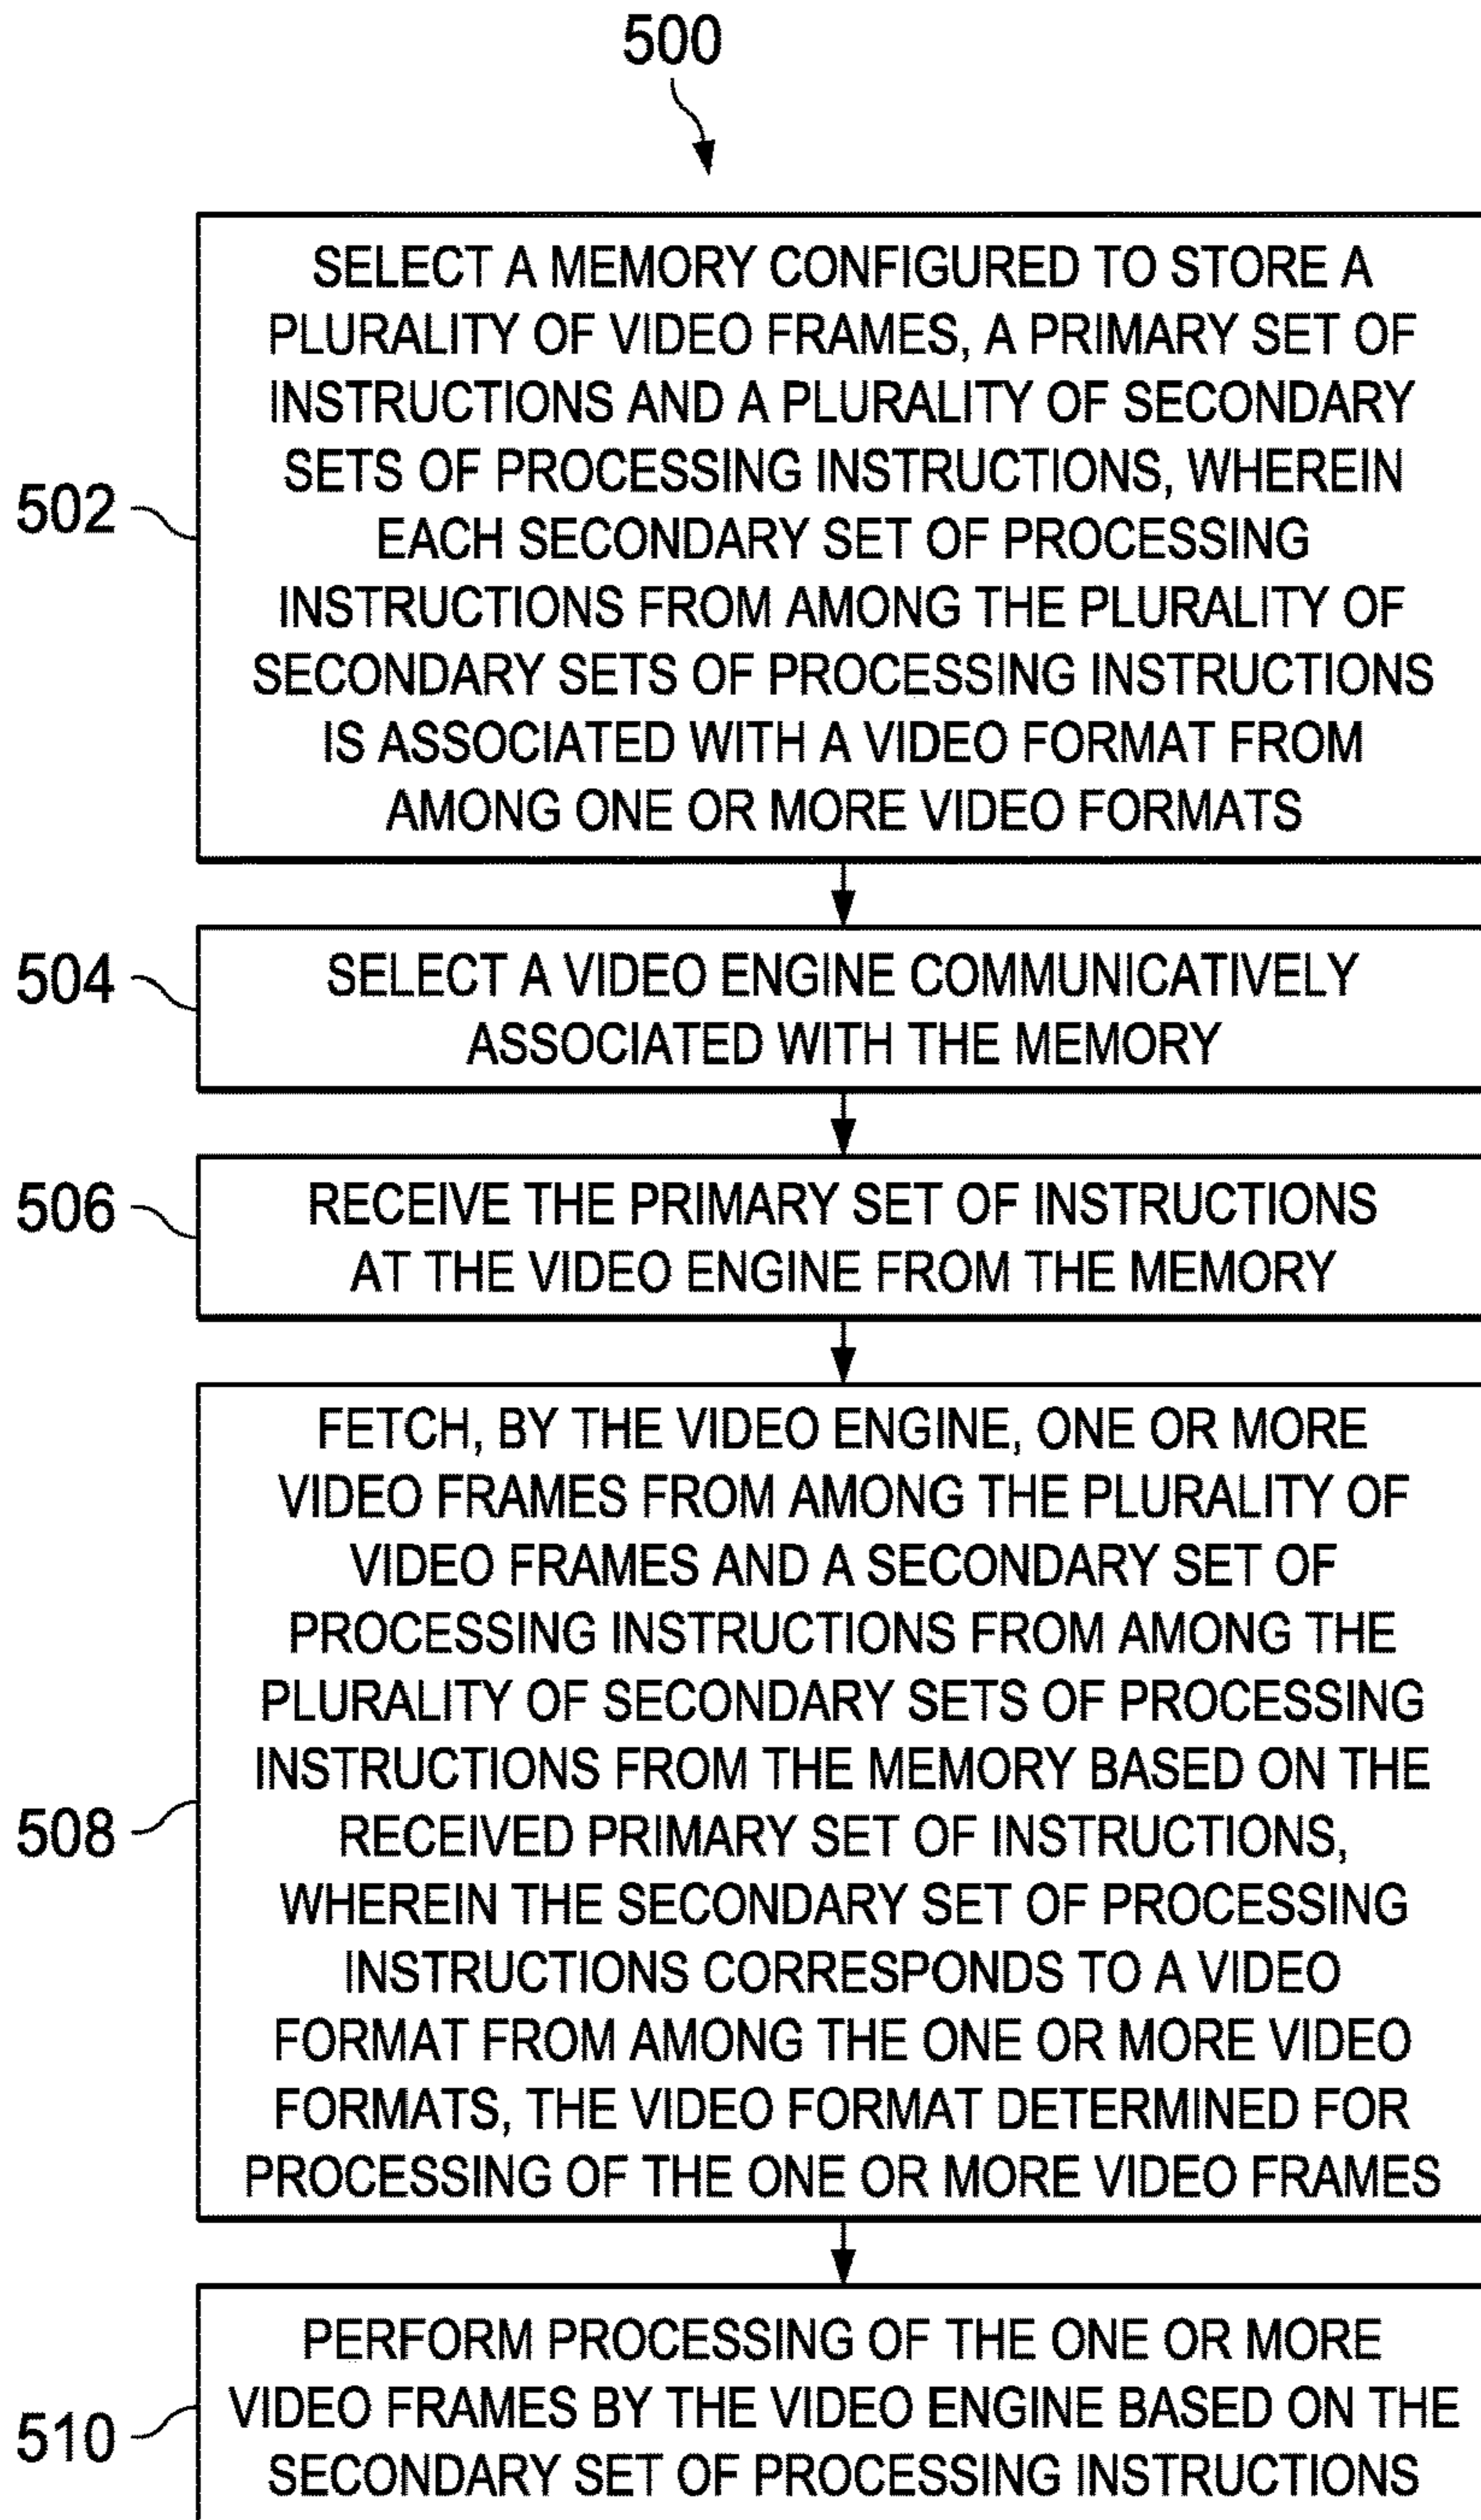 500
502
SELECT A MEMORY CONFIGURED TO STORE A
PLURALITY OF VIDEO FRAMES, A PRIMARY SET OF
INSTRUCTIONS AND A PLURALITY OF SECONDARY
SETS OF PROCESSING INSTRUCTIONS, WHEREIN
EACH SECONDARY SET OF PROCESSING
INSTRUCTIONS FROM AMONG THE PLURALITY OF
SECONDARY SETS OF PROCESSING INSTRUCTIONS
IS ASSOCIATED WITH A VIDEO FORMAT FROM
AMONG ONE OR MORE VIDEO FORMATS
504
SELECT A VIDEO ENGINE COMMUNICATIVELY
ASSOCIATED WITH THE MEMORY
506
RECEIVE THE PRIMARY SET OF INSTRUCTIONS
AT THE VIDEO ENGINE FROM THE MEMORY
508
FETCH, BY THE VIDEO ENGINE, ONE OR MORE
VIDEO FRAMES FROM AMONG THE PLURALITY OF
VIDEO FRAMES AND A SECONDARY SET OF
PROCESSING INSTRUCTIONS FROM AMONG THE
PLURALITY OF SECONDARY SETS OF PROCESSING
INSTRUCTIONS FROM THE MEMORY BASED ON THE
RECEIVED PRIMARY SET OF INSTRUCTIONS,
WHEREIN THE SECONDARY SET OF PROCESSING
INSTRUCTIONS CORRESPONDS TO A VIDEO
FORMAT FROM AMONG THE ONE OR MORE VIDEO
FORMATS, THE VIDEO FORMAT DETERMINED FOR
PROCESSING OF THE ONE OR MORE VIDEO FRAMES
510
PERFORM PROCESSING OF THE ONE OR MORE
VIDEO FRAMES BY THE VIDEO ENGINE BASED ON THE
SECONDARY SET OF PROCESSING INSTRUCTIONS